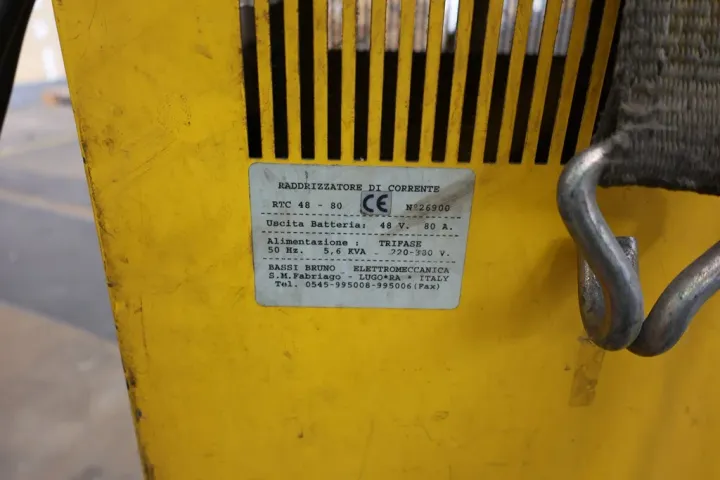 RADDRIZZATORE DI CORRENTE
RTC 48 - 80 CE Nº26900
Uscita Batteria: 48 V. 80 A.
Alimentazione : TRIFASE
50 Hz. 5,6 KVA . 220-380 V.
BASSI BRUNO ELETTROMECCANICA
S.M.Fabriago - LUGO*RA * ITALY
Tel. 0545-995008-995006(Fax)